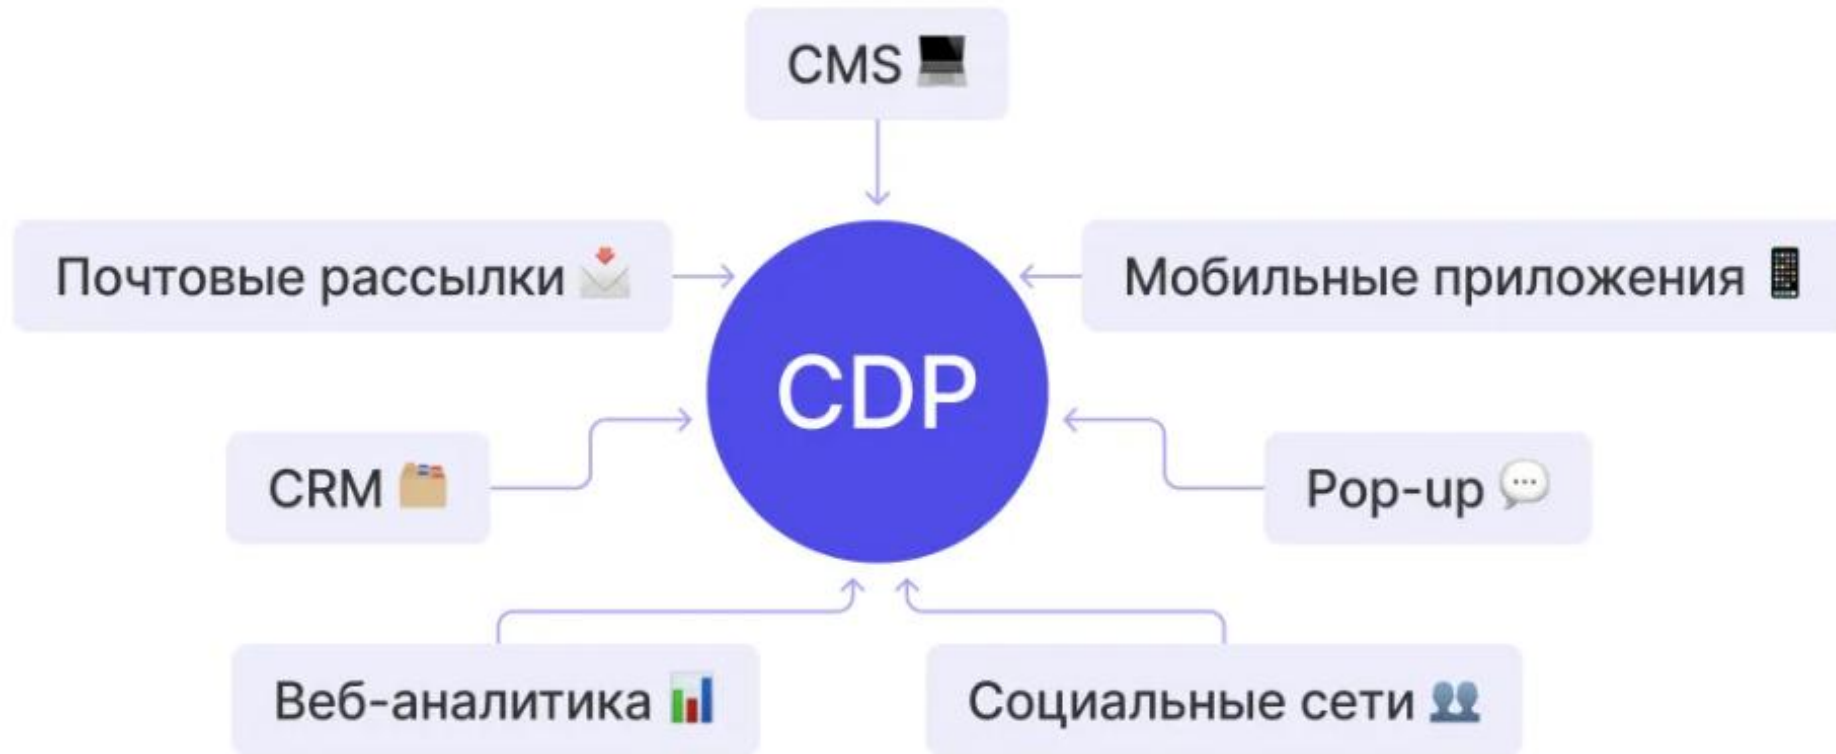 CMS
Почтовые рассылки
Мобильные приложения
CDP
CRM
Pop-up
Веб-аналитика
Социальные сети